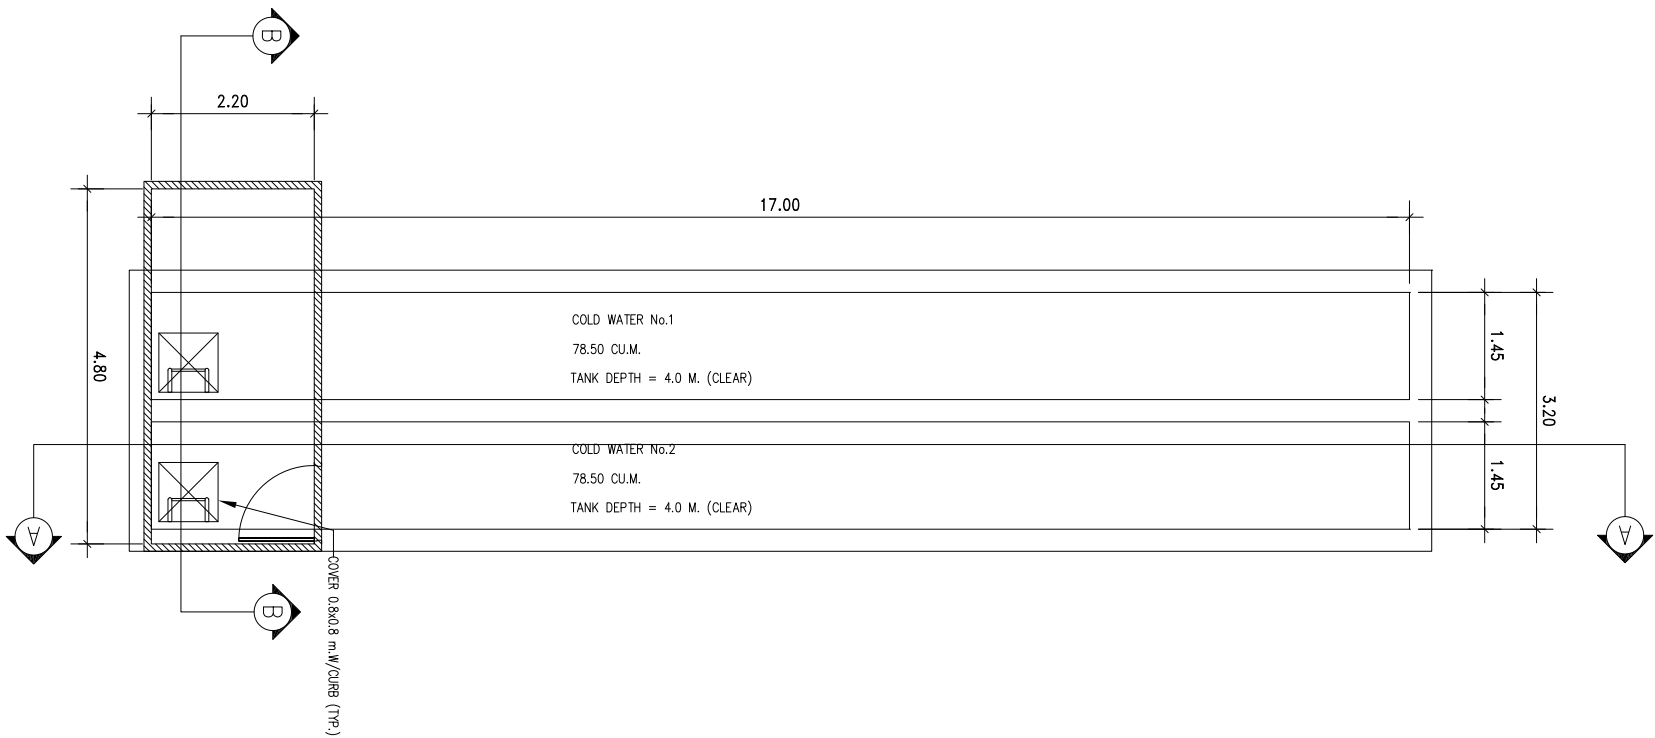 B
2.20
17.00
4.80
COLD WATER No.1
78.50 CU.M.
TANK DEPTH = 4.0 M. (CLEAR)
1.45
3.20
COLD WATER No.2
78.50 CU.M.
TANK DEPTH = 4.0 M. (CLEAR)
1.45
A
A
B
COVER 0.8x0.8 m.W/CURB (TYP.)